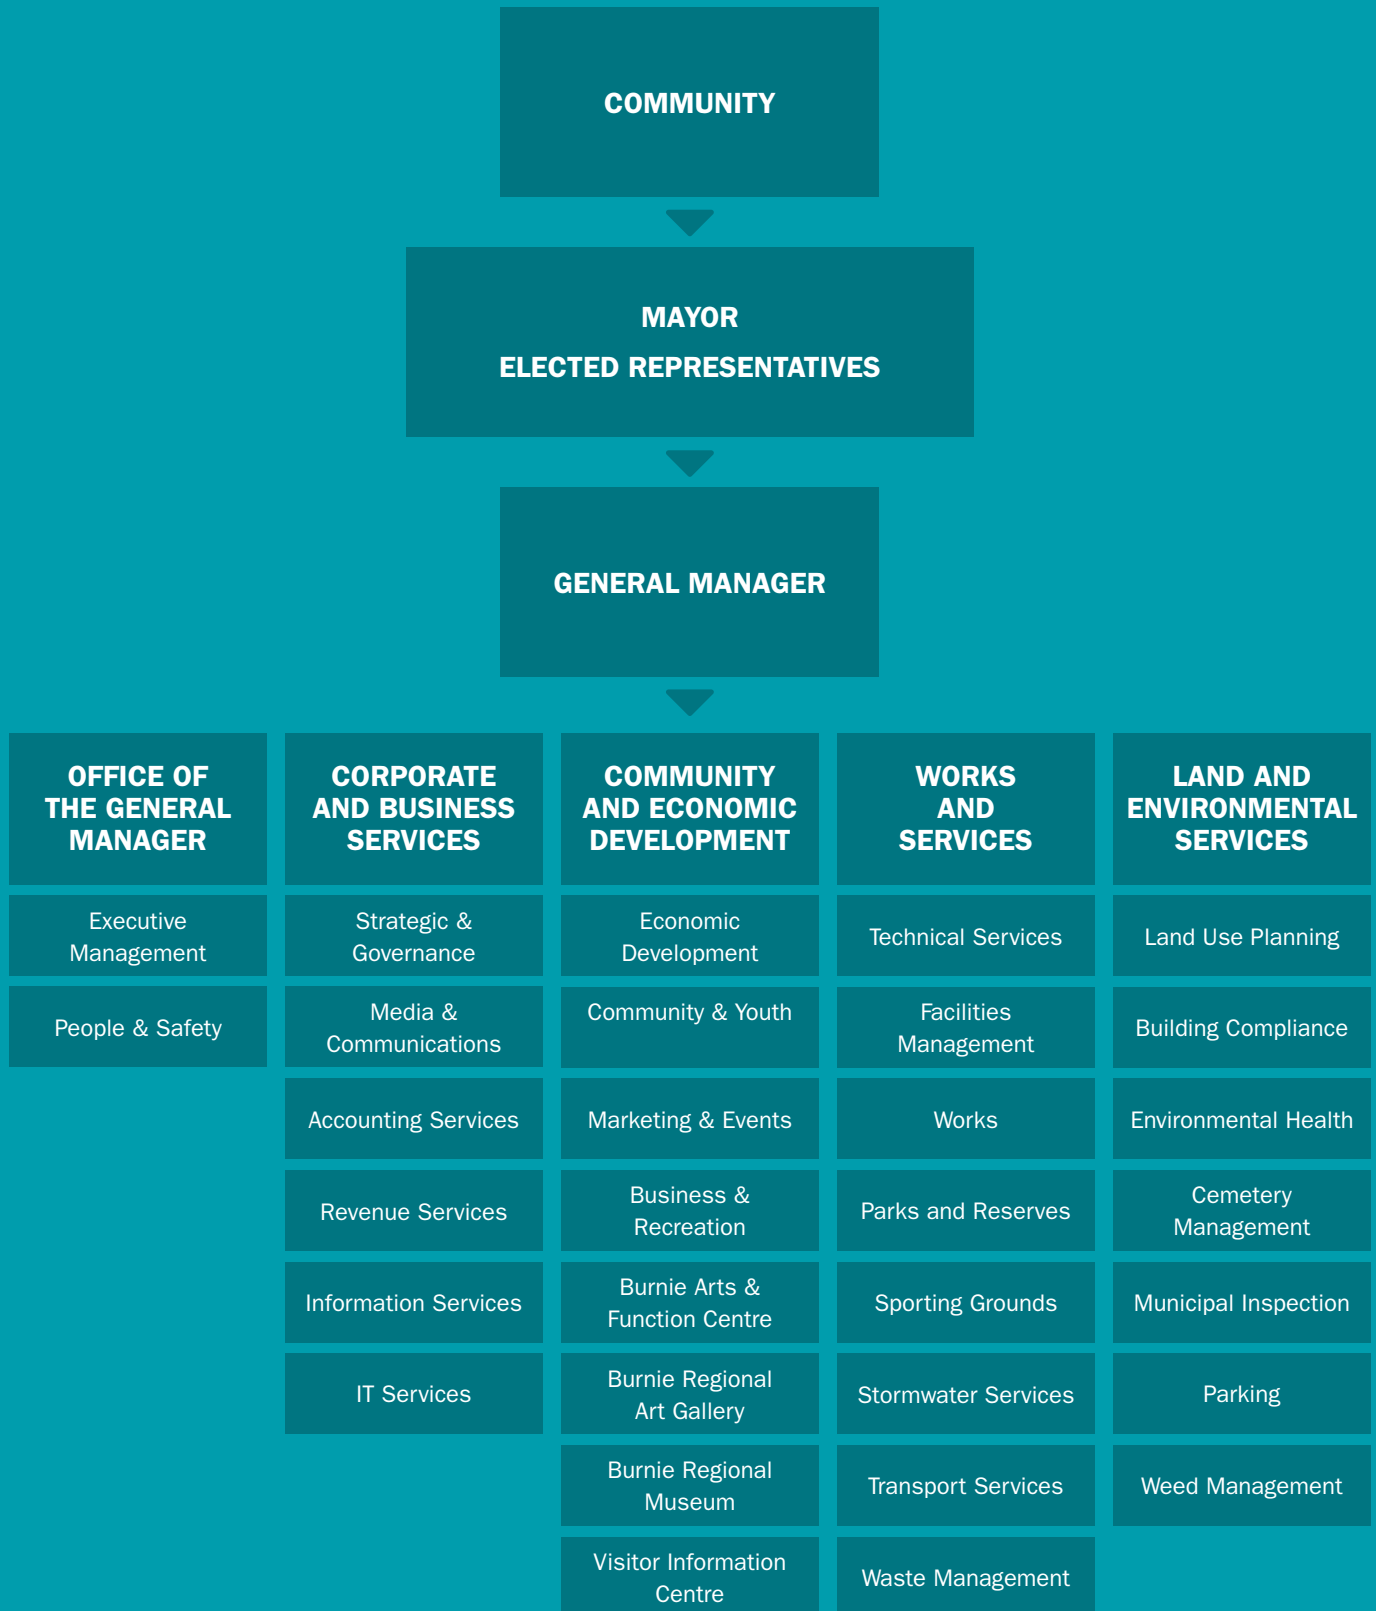 COMMUNITY
MAYOR
ELECTED REPRESENTATIVES
GENERAL MANAGER
OFFICE OF
THE GENERAL
MANAGER
Executive
Management
People & Safety
CORPORATE
AND BUSINESS
SERVICES
Strategic &
Governance
Media &
Communications
Accounting Services
Revenue Services
Information Services
IT Services
COMMUNITY
AND ECONOMIC
DEVELOPMENT
Economic
Development
Community & Youth
Marketing & Events
Business &
Recreation
Burnie Arts &
Function Centre
Burnie Regional
Art Gallery
Burnie Regional
Museum
Visitor Information
Centre
WORKS
AND
SERVICES
Technical Services
Facilities
Management
Works
Parks and Reserves
Sporting Grounds
Stormwater Services
Transport Services
Waste Management
LAND AND
ENVIRONMENTAL
SERVICES
Land Use Planning
Building Compliance
Environmental Health
Cemetery
Management
Municipal Inspection
Parking
Weed Management